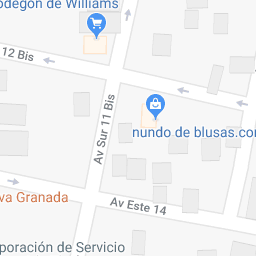 odegon de Williams
12 Bis
Av Sur 11 Bis
nundo de blusas.com
va Granada
Av Este 14
poración de Servicio